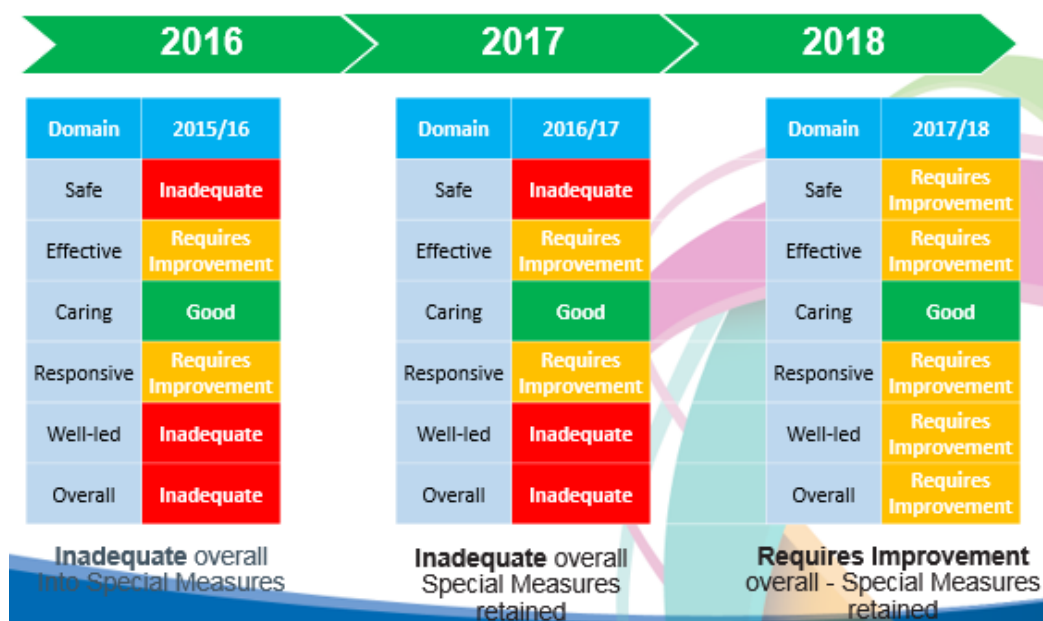 2016 2017 2018
Domain 2015/16
Safe Inadequate
Effective Requires Improvement
Caring Good
Responsive Requires Improvement
Well-led Inadequate
Overall Inadequate
Inadequate overall
Into Special Measures
Domain 2016/17
Safe Inadequate
Effective Requires Improvement
Caring Good
Responsive Requires Improvement
Well-led Inadequate
Overall Inadequate
Inadequate overall
Special Measures
retained
Domain 2017/18
Safe Requires Improvement
Effective Requires Improvement
Caring Good
Responsive Requires Improvement
Well-led Requires Improvement
Overall Requires Improvement
Requires Improvement
overall - Special Measures
retained